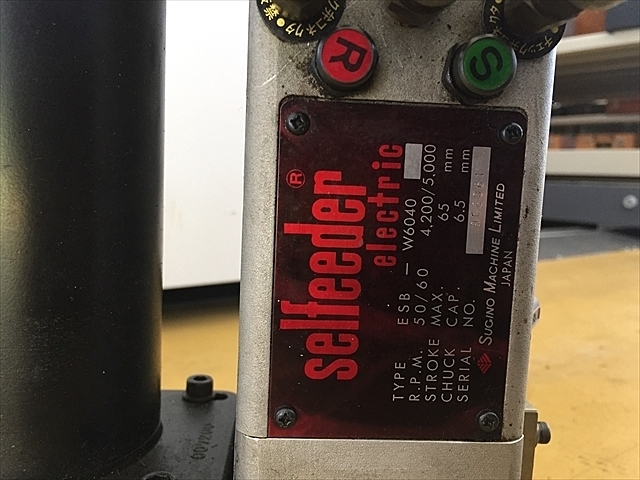 R
S
selfeeder®
electric
TYPE ESB-W6040
R.P.M. 50/60 4,200/5,000
STROKE MAX. 65 mm
CHUCK CAP. 6.5 mm
SERIAL NO.
SUGINO MACHINE LIMITED
JAPAN